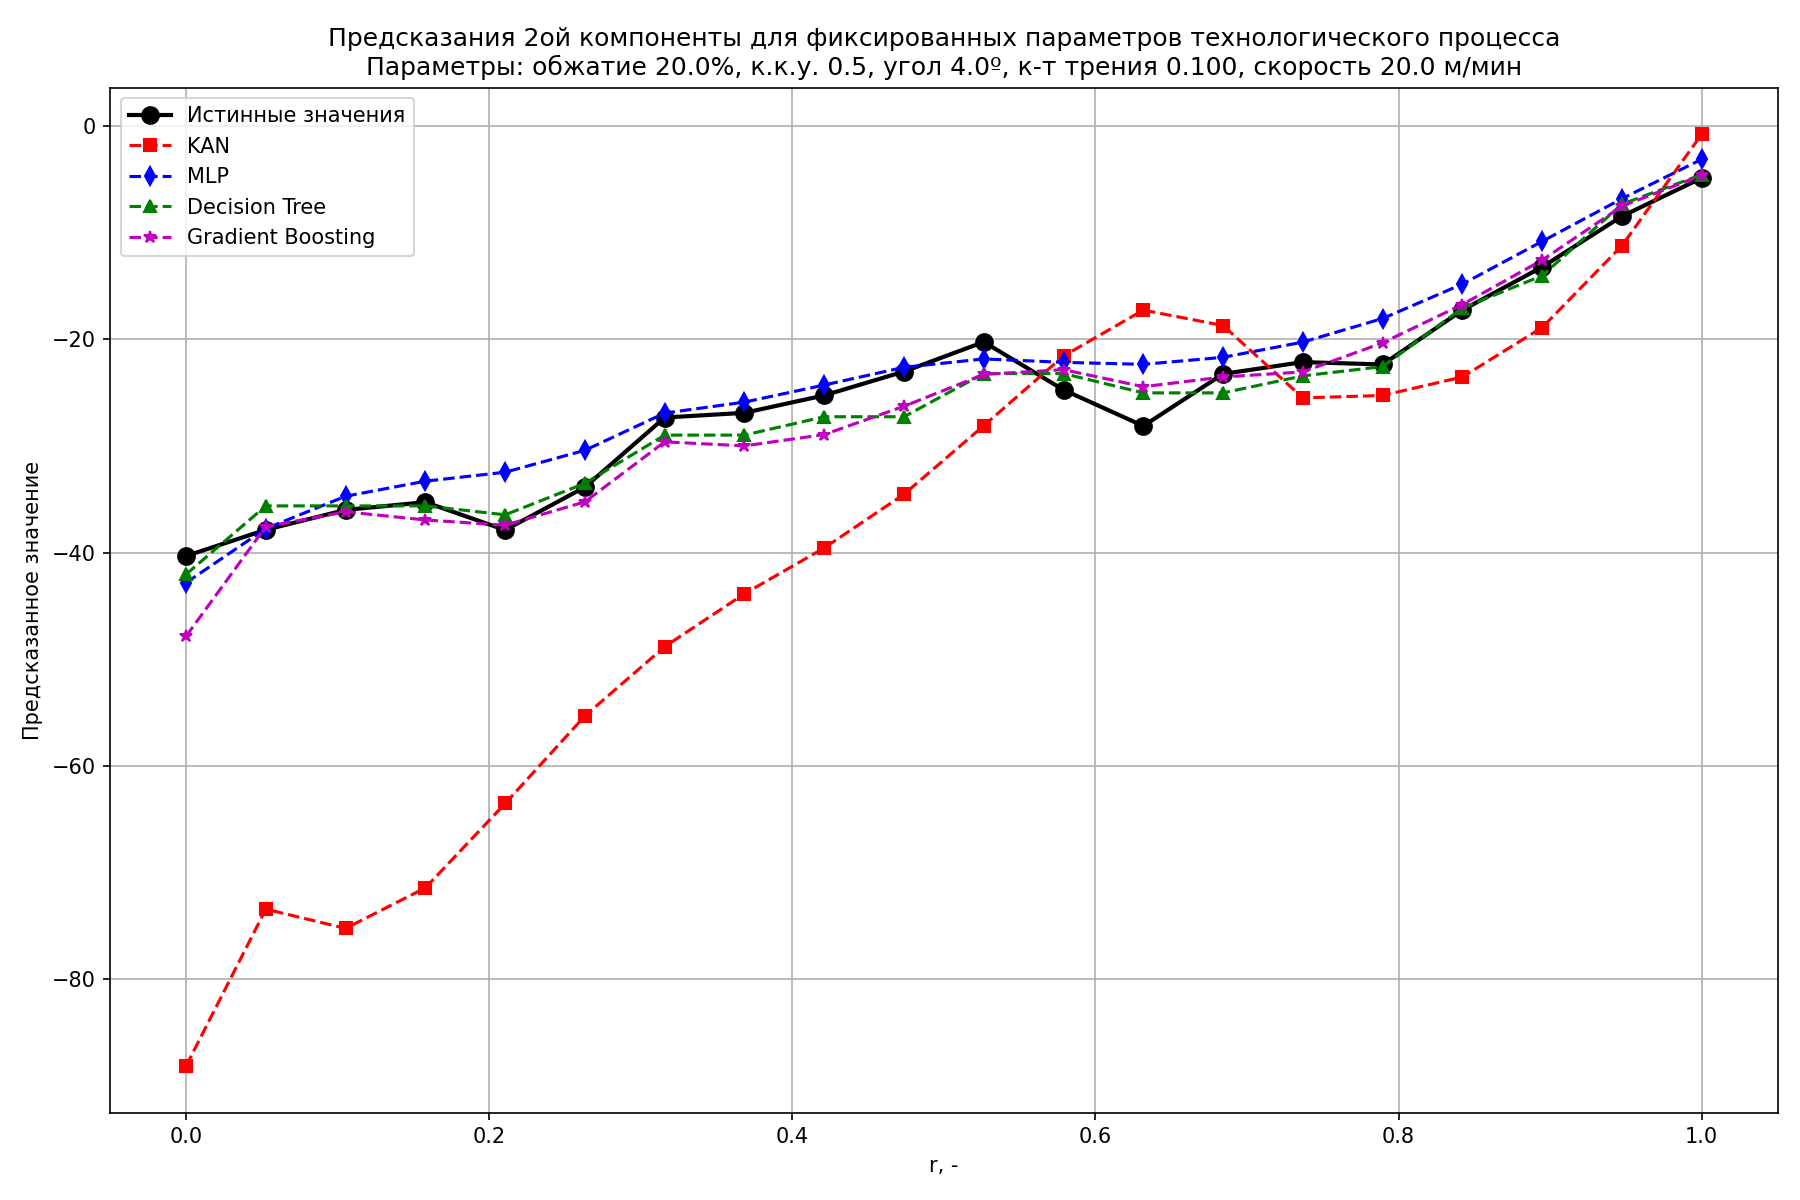 Предсказания 2ой компоненты для фиксированных параметров технологического процесса
Параметры: обжатие 20.0%, к.к.у. 0.5, угол 4.0º, к-т трения 0.100, скорость 20.0 м/мин
Истинные значения
KAN
MLP
Decision Tree
Gradient Boosting
Предсказанное значение
0
−20
−40
−60
−80
0.0
0.2
0.4
0.6
0.8
1.0
r, -